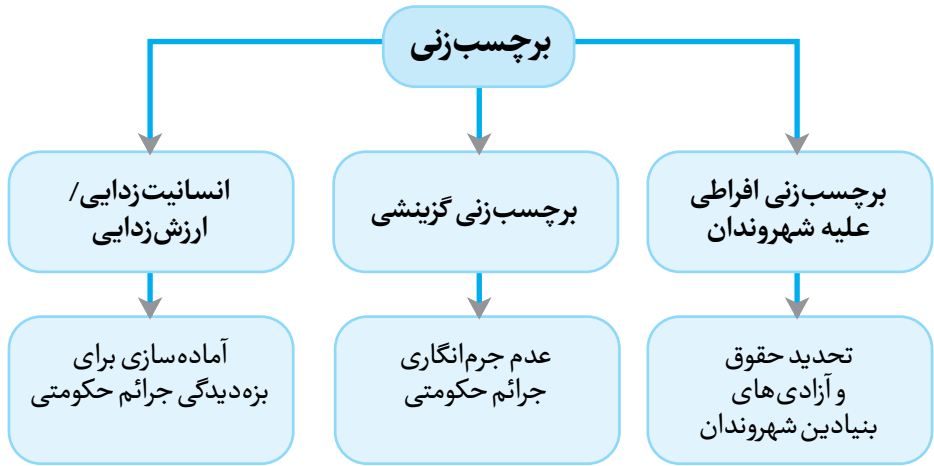 برچسب‌زنی
برچسب‌زنی افراطی
علیه شهروندان
برچسب‌زنی گزینشی
انسانیت‌زدایی/
ارزش‌زدایی
تحدید حقوق
و آزادی‌های
بنیادین شهروندان
عدم جرم‌انگاری
جرائم حکومتی
آماده‌سازی برای
بزه‌دیدگی جرائم حکومتی